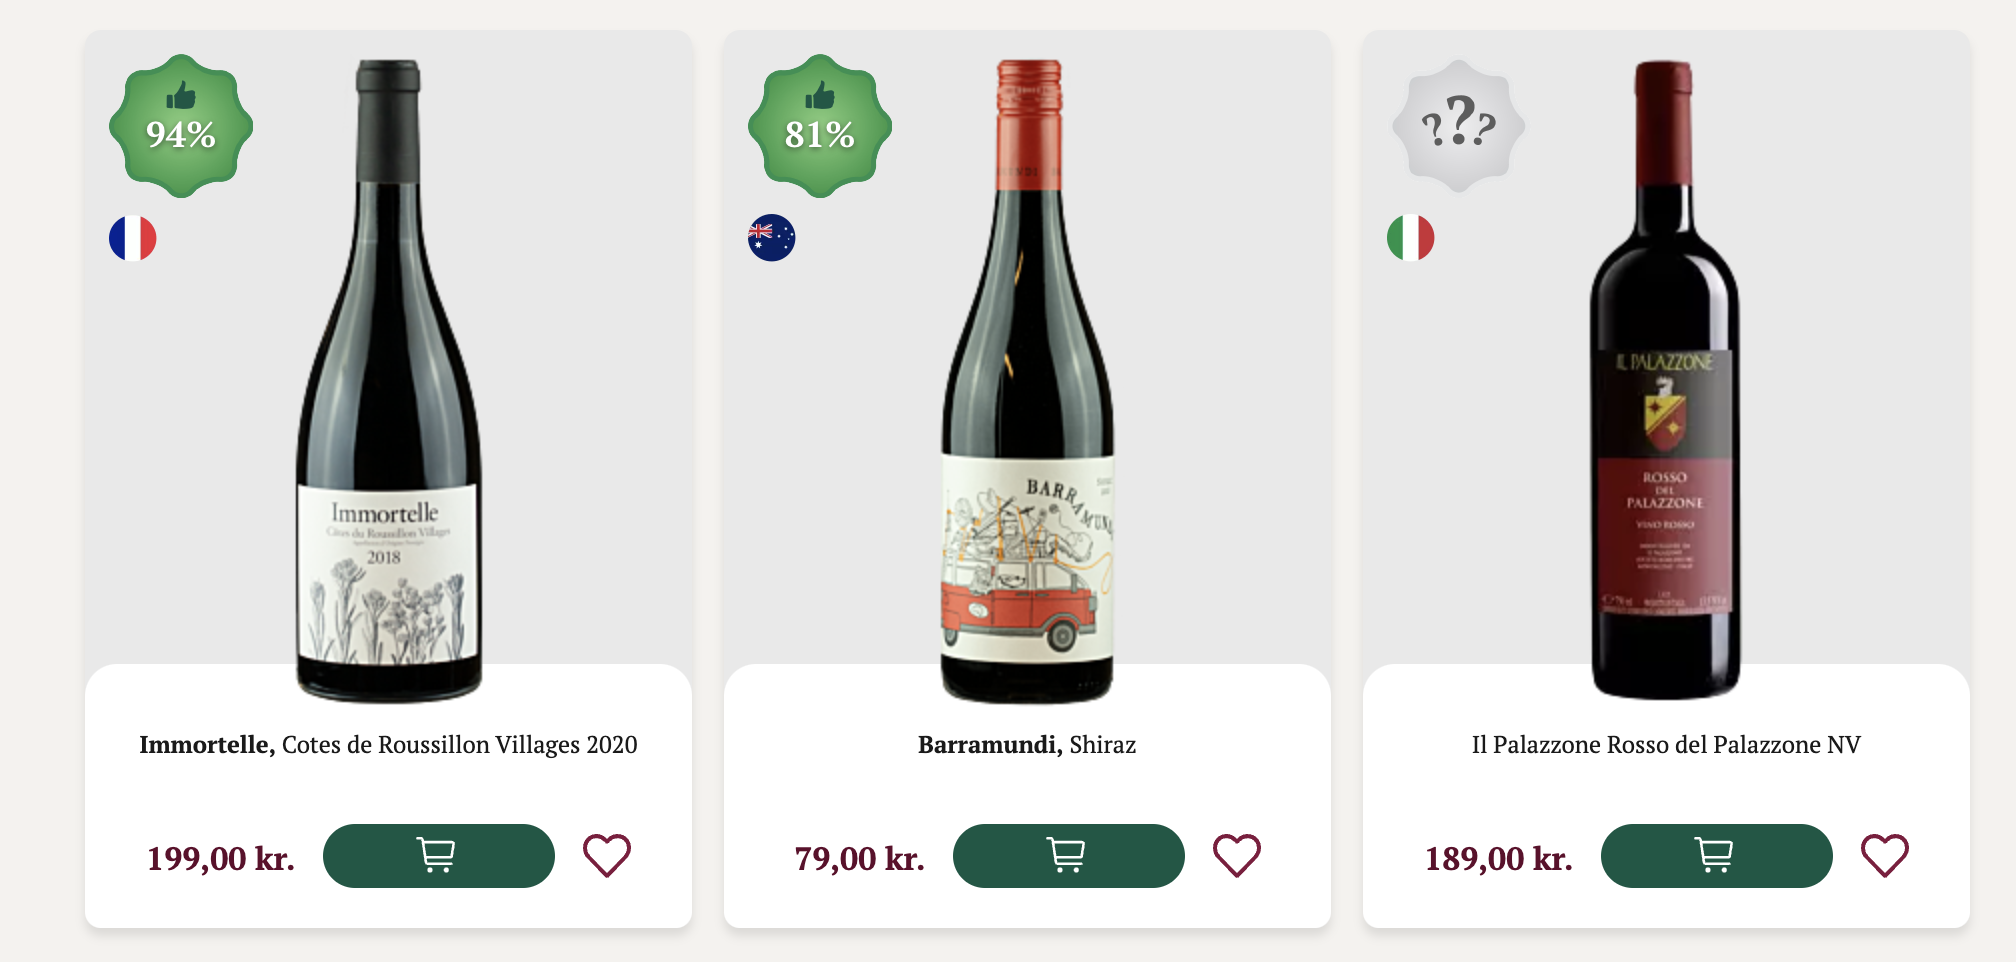 94%
Immortelle
Côtes du Roussillon Villages
2018
Immortelle, Cotes de Roussillon Villages 2020
199,00 kr.
81%
BARRAMUN
Barramundi, Shiraz
79,00 kr.
???
IL PALAZZONE
ROSSO
DEL
PALAZZONE
VINO ROSSO
Il Palazzone Rosso del Palazzone NV
189,00 kr.